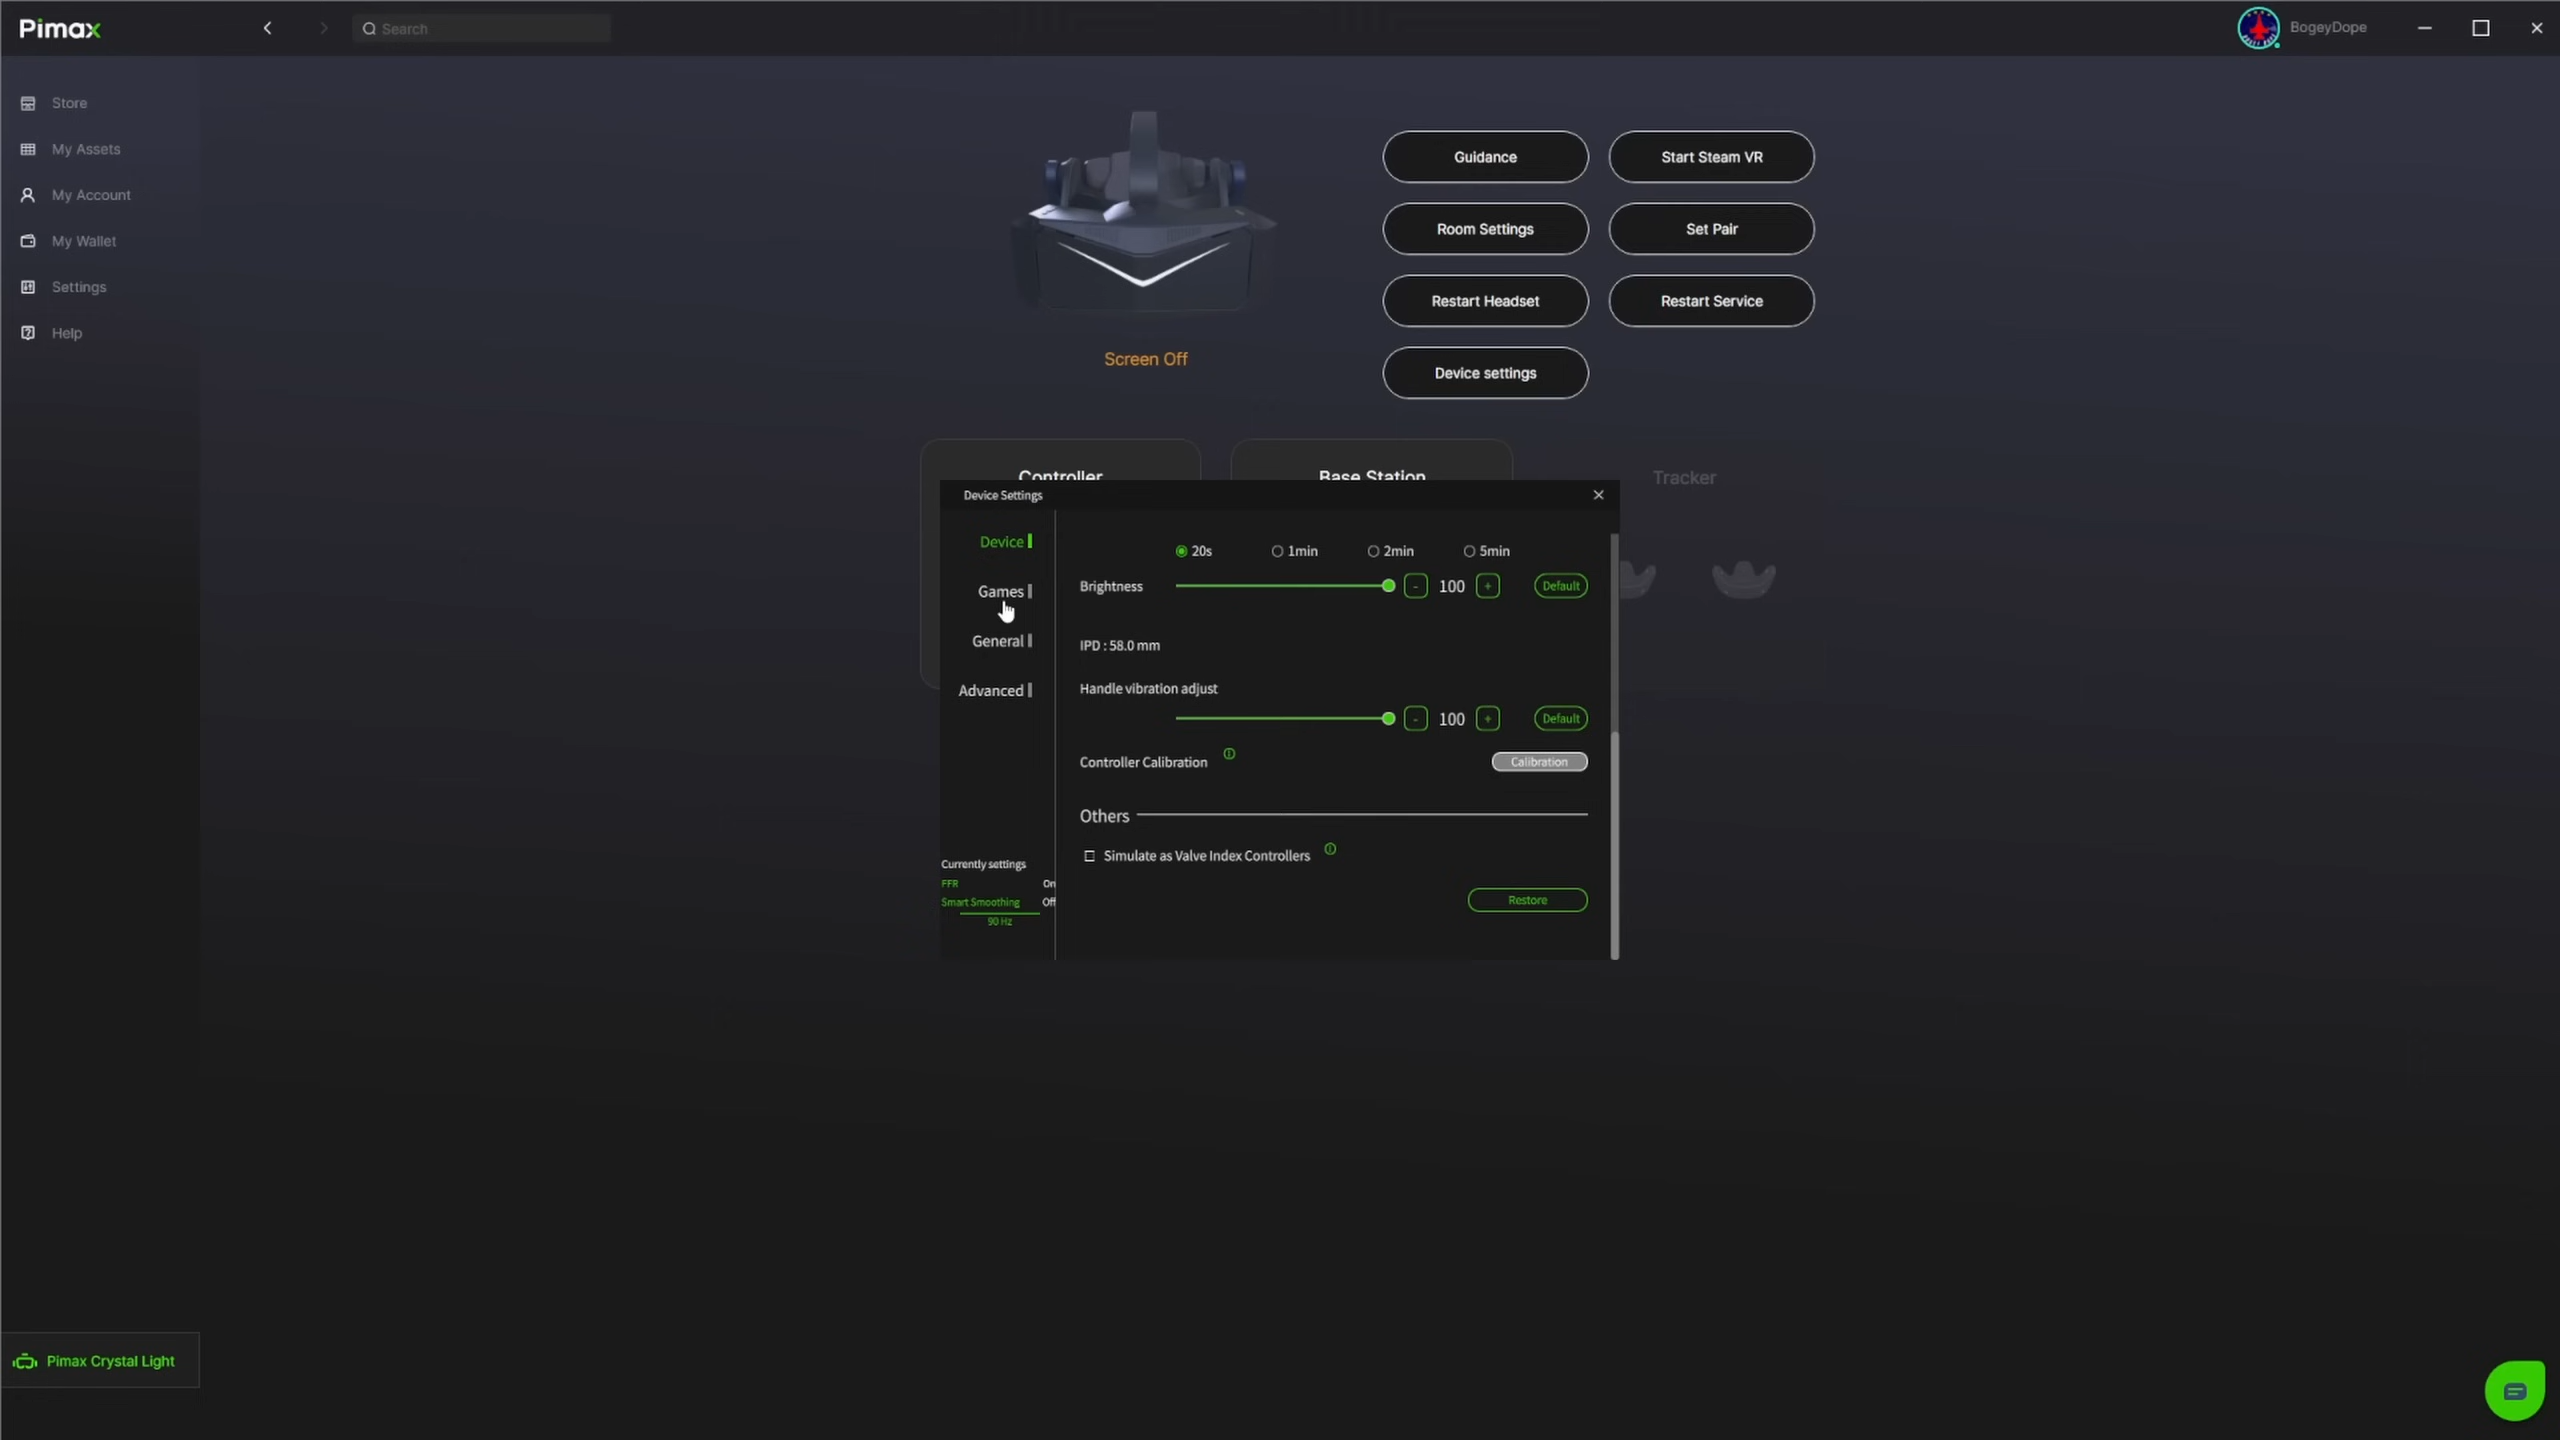 Pimax
Search
BogeyDope
Store
My Assets
My Account
My Wallet
Settings
Help
Guidance
Start Steam VR
Room Settings
Set Pair
Restart Headset
Restart Service
Screen Off
Device settings
Controller
Base Station
Tracker
Device Settings
Device
Games
General
Advanced
20s
1min
2min
5min
Brightness
- 100 +
Default
IPD : 58.0 mm
Handle vibration adjust
- 100 +
Default
Controller Calibration
Calibration
Others
Simulate as Valve Index Controllers
Restore
Currently settings
FFR On
Smart Smoothing Off
90 Hz
Pimax Crystal Light